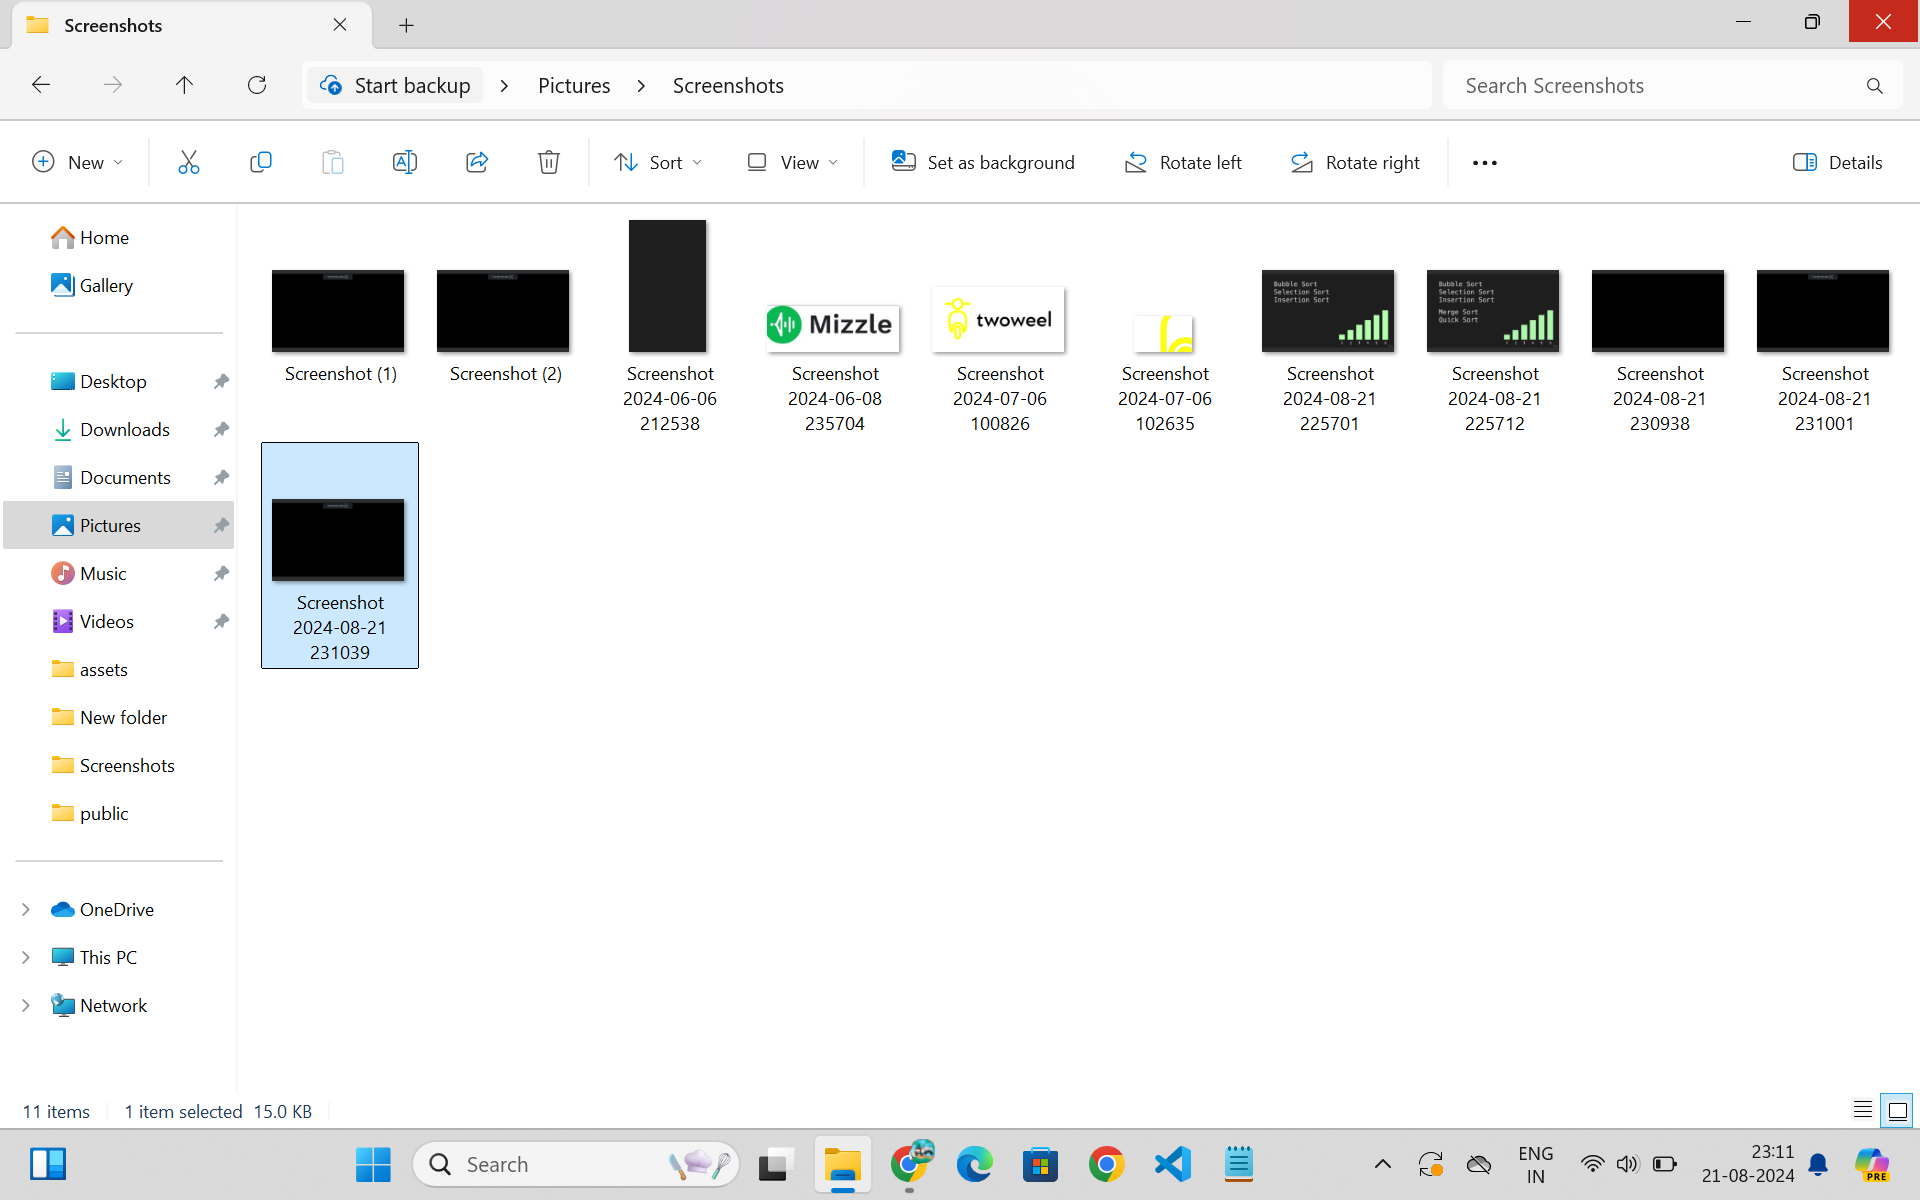 Screenshots
Start backup
Pictures
Screenshots
Search Screenshots
New
Sort
View
Set as background
Rotate left
Rotate right
Details
Home
Gallery
Desktop
Downloads
Documents
Pictures
Music
Videos
assets
New folder
Screenshots
public
OneDrive
This PC
Network
Screenshot (1)
Screenshot (2)
Screenshot
2024-06-06
212538
Mizzle
Screenshot
2024-06-08
235704
twoweel
Screenshot
2024-07-06
100826
Screenshot
2024-07-06
102635
Bubble Sort
Selection Sort
Insertion Sort
Screenshot
2024-08-21
225701
Bubble Sort
Selection Sort
Insertion Sort
Merge Sort
Quick Sort
Screenshot
2024-08-21
225712
Screenshot
2024-08-21
230938
Screenshot
2024-08-21
231001
Screenshot
2024-08-21
231039
11 items
1 item selected 15.0 KB
Search
ENG
IN
23:11
21-08-2024
PRE